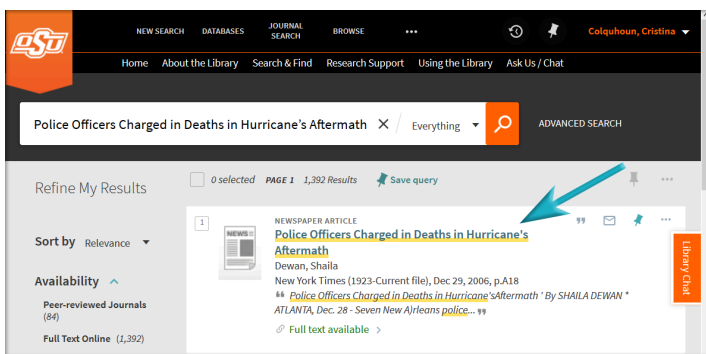 OSU
NEW SEARCH
DATABASES
JOURNAL
SEARCH
BROWSE
•••
Colquhoun, Cristina
Home
About the Library
Search & Find
Research Support
Using the Library
Ask Us / Chat
Police Officers Charged in Deaths in Hurricane's Aftermath
Everything
ADVANCED SEARCH
Refine My Results
0 selected PAGE 1 1,392 Results Save query
Sort by Relevance
Availability
Peer-reviewed Journals
(84)
Full Text Online (1,392)
1
NEWS
NEWSPAPER ARTICLE
Police Officers Charged in Deaths in Hurricane's
Aftermath
Dewan, Shaila
New York Times (1923-Current file), Dec 29, 2006, p.A18
❝ Police Officers Charged in Deaths in Hurricane'sAftermath ' By SHAILA DEWAN *
ATLANTA, Dec. 28 - Seven New A)rleans police... ❞
Full text available >
Library Chat